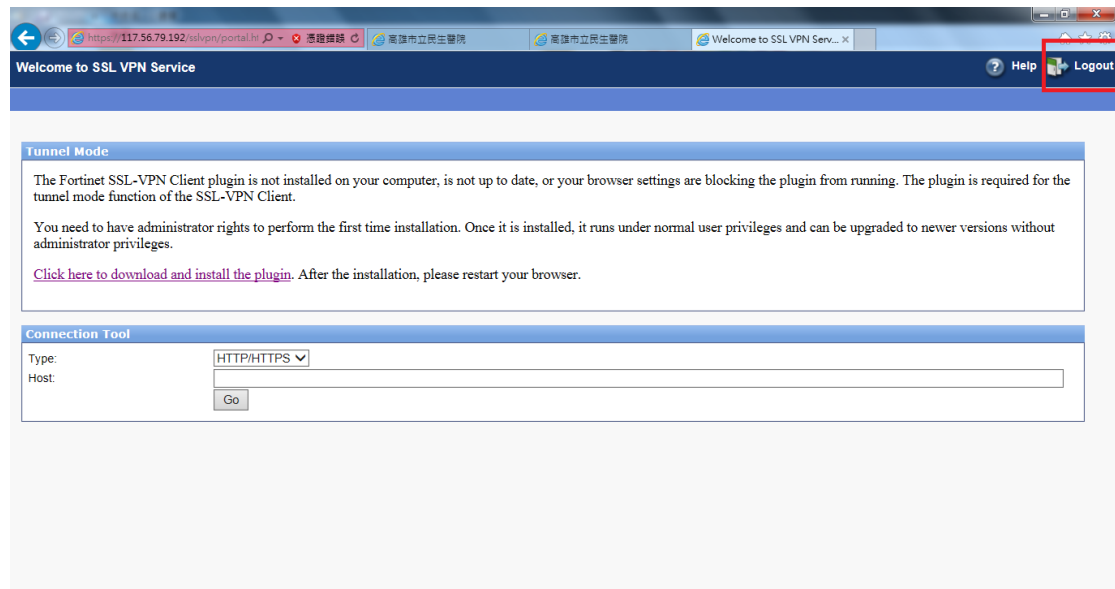 https://117.56.79.192/sslvpn/portal.ht
憑證錯誤
高雄市立民生醫院
高雄市立民生醫院
Welcome to SSL VPN Serv...
Welcome to SSL VPN Service
Help
Logout
Tunnel Mode
The Fortinet SSL-VPN Client plugin is not installed on your computer, is not up to date, or your browser settings are blocking the plugin from running. The plugin is required for the
tunnel mode function of the SSL-VPN Client.
You need to have administrator rights to perform the first time installation. Once it is installed, it runs under normal user privileges and can be upgraded to newer versions without
administrator privileges.
Click here to download and install the plugin. After the installation, please restart your browser.
Connection Tool
Type:
HTTP/HTTPS
Host:
Go